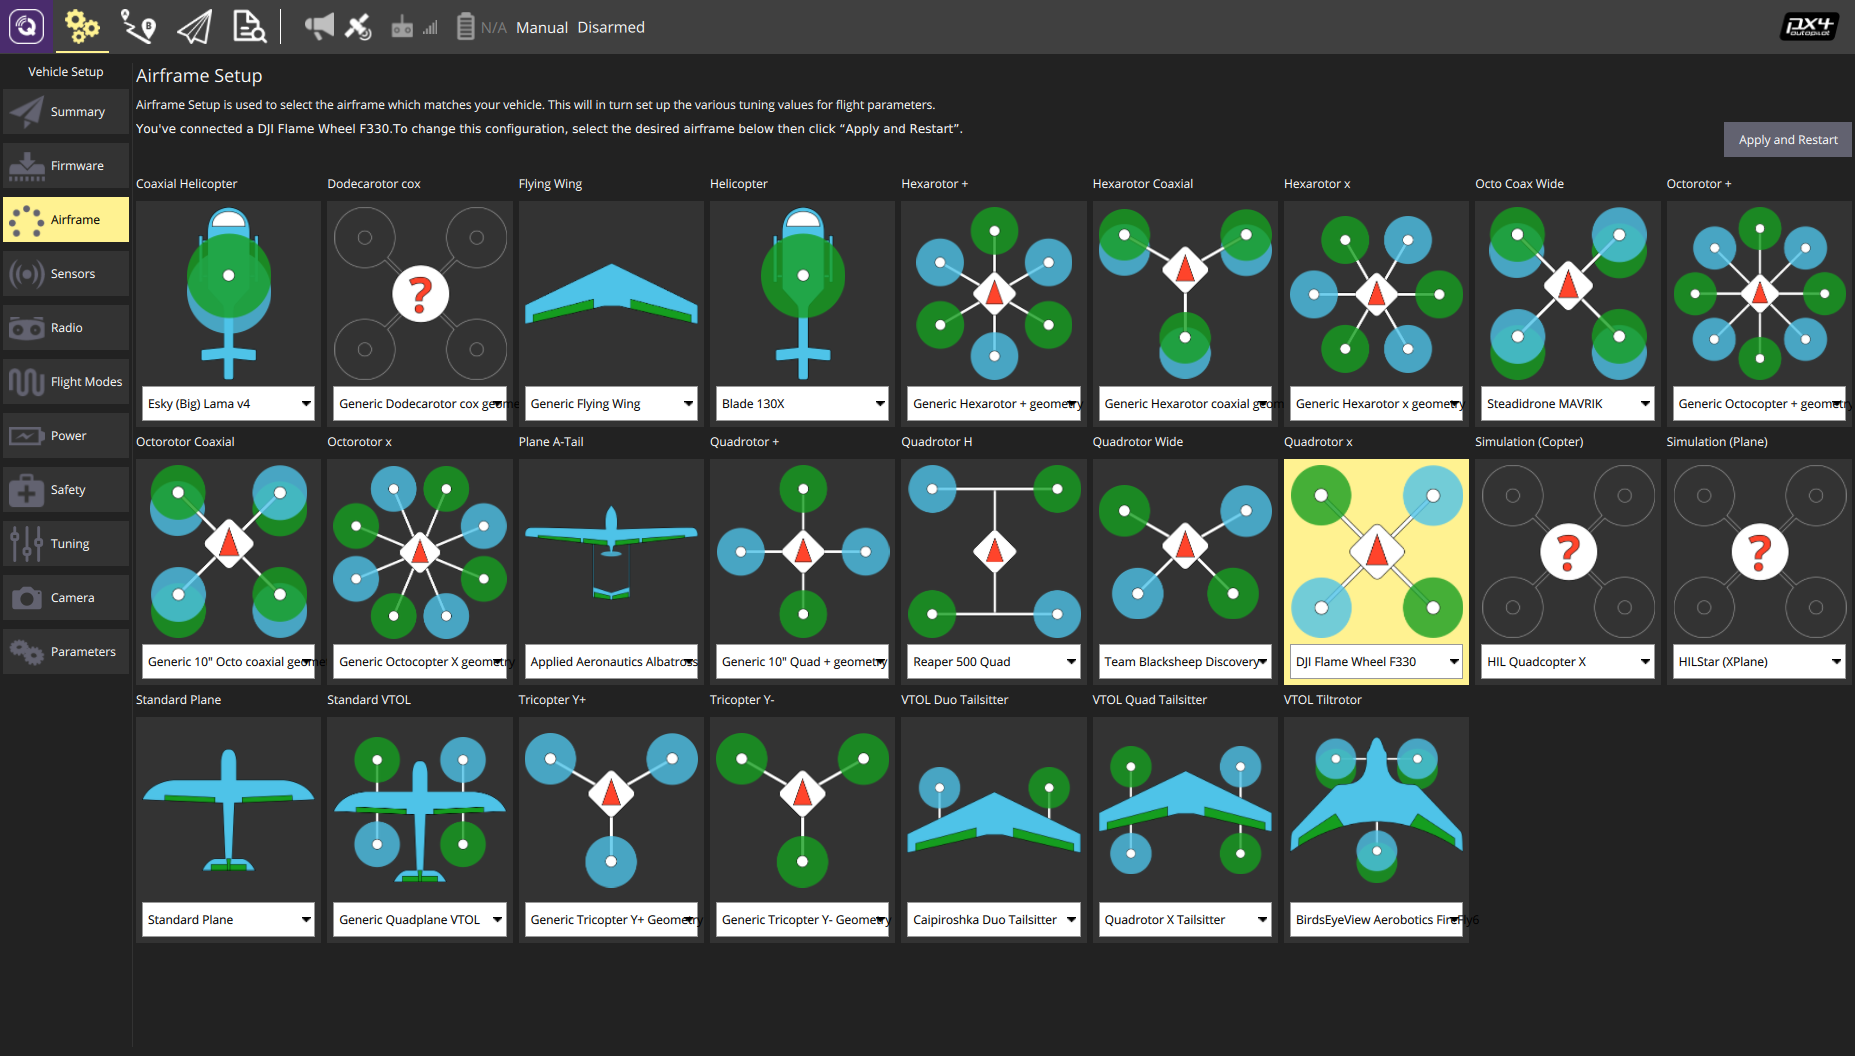 N/A Manual Disarmed
px4
autopilot
Vehicle Setup
Summary
Firmware
Airframe
Sensors
Radio
Flight Modes
Power
Safety
Tuning
Camera
Parameters
Airframe Setup
Airframe Setup is used to select the airframe which matches your vehicle. This will in turn set up the various tuning values for flight parameters.
You've connected a DJI Flame Wheel F330.To change this configuration, select the desired airframe below then click “Apply and Restart”.
Apply and Restart
Coaxial Helicopter
Dodecarotor cox
Flying Wing
Helicopter
Hexarotor +
Hexarotor Coaxial
Hexarotor x
Octo Coax Wide
Octorotor +
?
Esky (Big) Lama v4
Generic Dodecarotor cox geome
Generic Flying Wing
Blade 130X
Generic Hexarotor + geometry
Generic Hexarotor coaxial geom
Generic Hexarotor x geometry
Steadidrone MAVRIK
Generic Octocopter + geometry
Octorotor Coaxial
Octorotor x
Plane A-Tail
Quadrotor +
Quadrotor H
Quadrotor Wide
Quadrotor x
Simulation (Copter)
Simulation (Plane)
?
?
Generic 10" Octo coaxial geome
Generic Octocopter X geometry
Applied Aeronautics Albatross
Generic 10" Quad + geometry
Reaper 500 Quad
Team Blacksheep Discovery
DJI Flame Wheel F330
HIL Quadcopter X
HILStar (XPlane)
Standard Plane
Standard VTOL
Tricopter Y+
Tricopter Y-
VTOL Duo Tailsitter
VTOL Quad Tailsitter
VTOL Tiltrotor
Standard Plane
Generic Quadplane VTOL
Generic Tricopter Y+ Geometry
Generic Tricopter Y- Geometry
Caipiroshka Duo Tailsitter
Quadrotor X Tailsitter
BirdsEyeView Aerobotics FireFly6